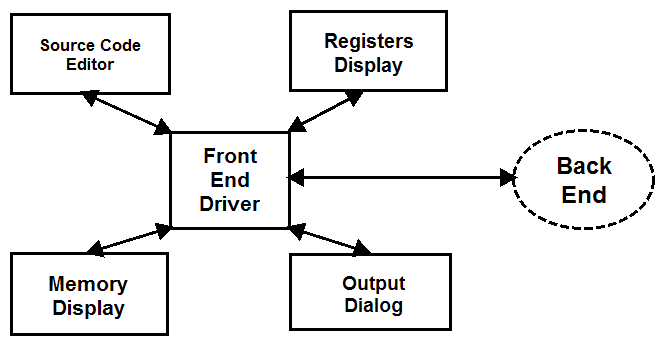 Source Code
Editor
Registers
Display
Front
End
Driver
Back
End
Memory
Display
Output
Dialog